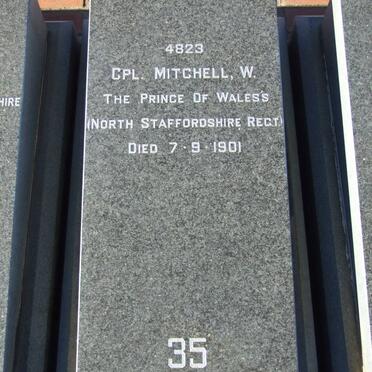 4823
CPL. MITCHELL, W.
THE PRINCE OF WALES'S
(NORTH STAFFORDSHIRE REGT)
DIED 7·9·1901
35